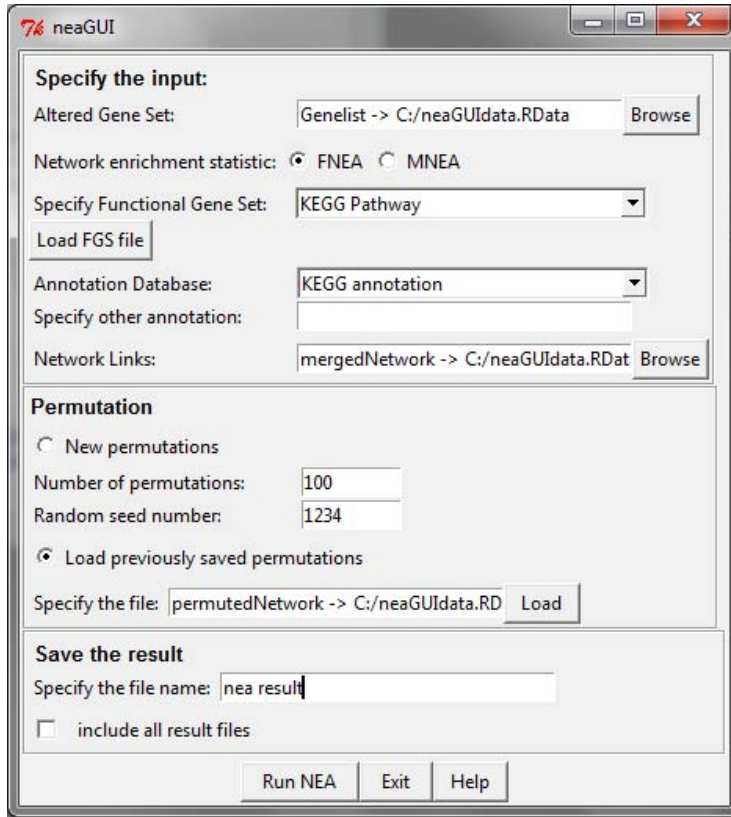 neaGUI
Specify the input:
Altered Gene Set: Genelist -> C:/neaGUIdata.RData Browse
Network enrichment statistic: FNEA MNEA
Specify Functional Gene Set: KEGG Pathway
Load FGS file
Annotation Database: KEGG annotation
Specify other annotation:
Network Links: mergedNetwork -> C:/neaGUIdata.RDat Browse
Permutation
New permutations
Number of permutations: 100
Random seed number: 1234
Load previously saved permutations
Specify the file: permutedNetwork -> C:/neaGUIdata.RD Load
Save the result
Specify the file name: nea result
include all result files
Run NEA Exit Help